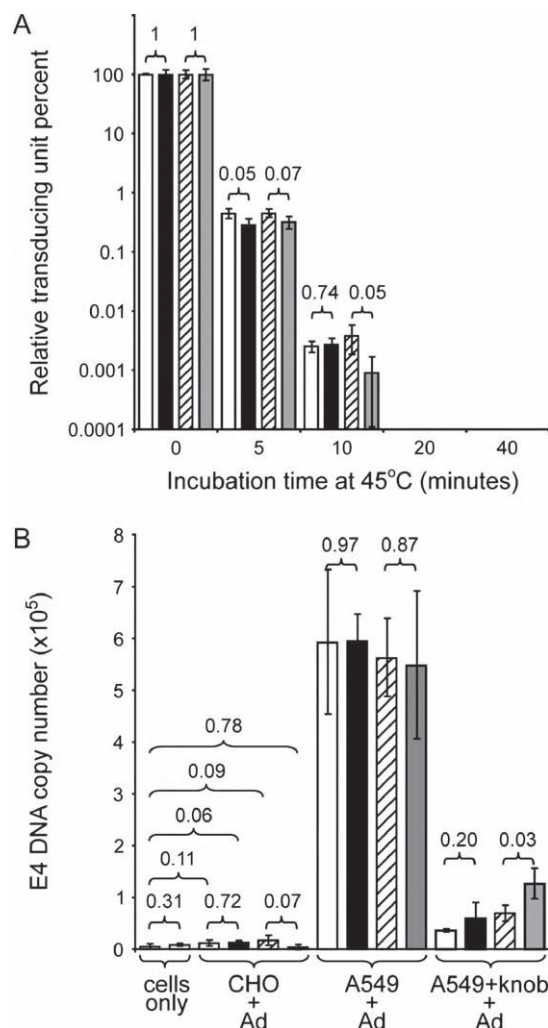 A
Relative transducing unit percent
1 1
100
10
1
0.1
0.01
0.001
0.0001
0.05 0.07
0.74 0.05
0 5 10 20 40
Incubation time at 45°C (minutes)
B
E4 DNA copy number (x10⁵)
8
7
6
5
4
3
2
1
0
0.97 0.87
0.78
0.09
0.06
0.11
0.31 0.72 0.07
0.20 0.03
cells only
CHO + Ad
A549 + Ad
A549+knob + Ad